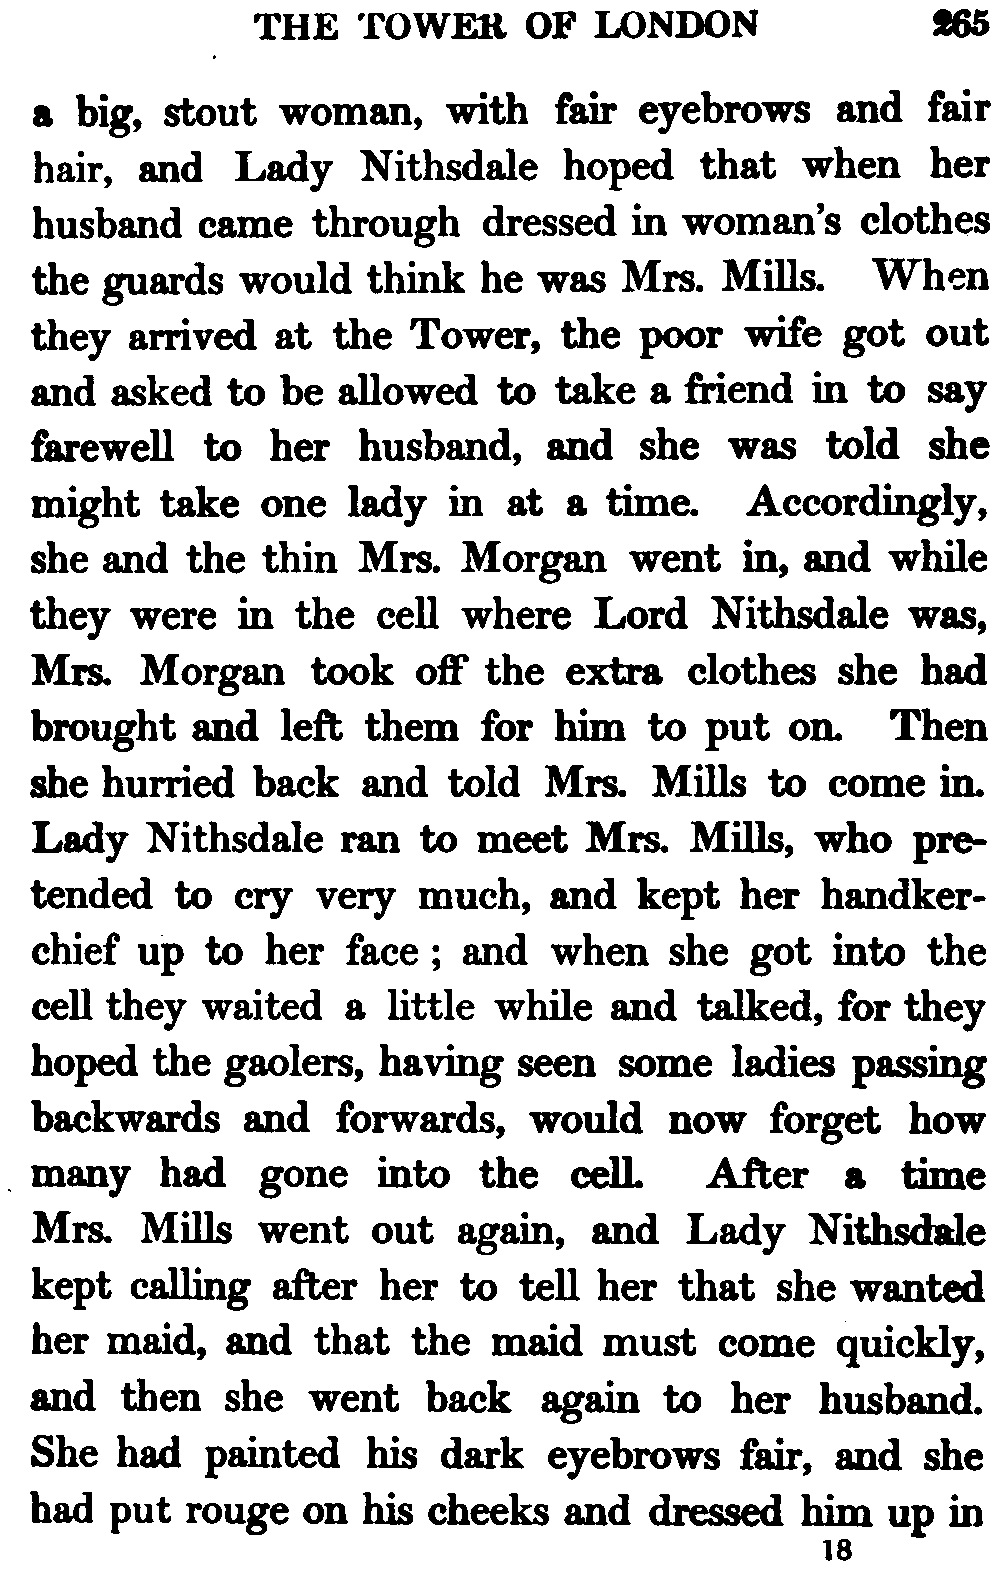 THE TOWER OF LONDON 265
a big, stout woman, with fair eyebrows and fair
hair, and Lady Nithsdale hoped that when her
husband came through dressed in woman's clothes
the guards would think he was Mrs. Mills. When
they arrived at the Tower, the poor wife got out
and asked to be allowed to take a friend in to say
farewell to her husband, and she was told she
might take one lady in at a time. Accordingly,
she and the thin Mrs. Morgan went in, and while
they were in the cell where Lord Nithsdale was,
Mrs. Morgan took off the extra clothes she had
brought and left them for him to put on. Then
she hurried back and told Mrs. Mills to come in.
Lady Nithsdale ran to meet Mrs. Mills, who pre-
tended to cry very much, and kept her handker-
chief up to her face ; and when she got into the
cell they waited a little while and talked, for they
hoped the gaolers, having seen some ladies passing
backwards and forwards, would now forget how
many had gone into the cell. After a time
Mrs. Mills went out again, and Lady Nithsdale
kept calling after her to tell her that she wanted
her maid, and that the maid must come quickly,
and then she went back again to her husband.
She had painted his dark eyebrows fair, and she
had put rouge on his cheeks and dressed him up in
18